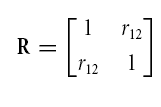 R = [ 1 r₁₂
r₁₂ 1 ]